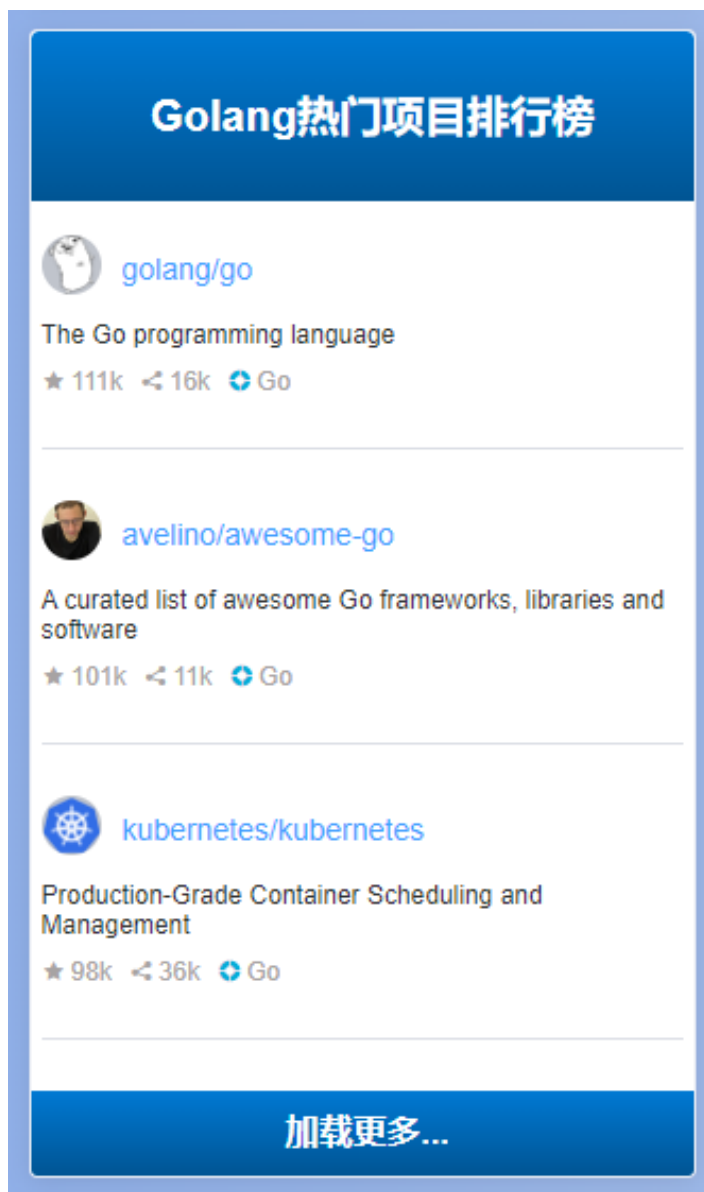 Golang热门项目排行榜
golang/go
The Go programming language
111k 16k Go
avelino/awesome-go
A curated list of awesome Go frameworks, libraries and
software
101k 11k Go
kubernetes/kubernetes
Production-Grade Container Scheduling and
Management
98k 36k Go
加载更多...